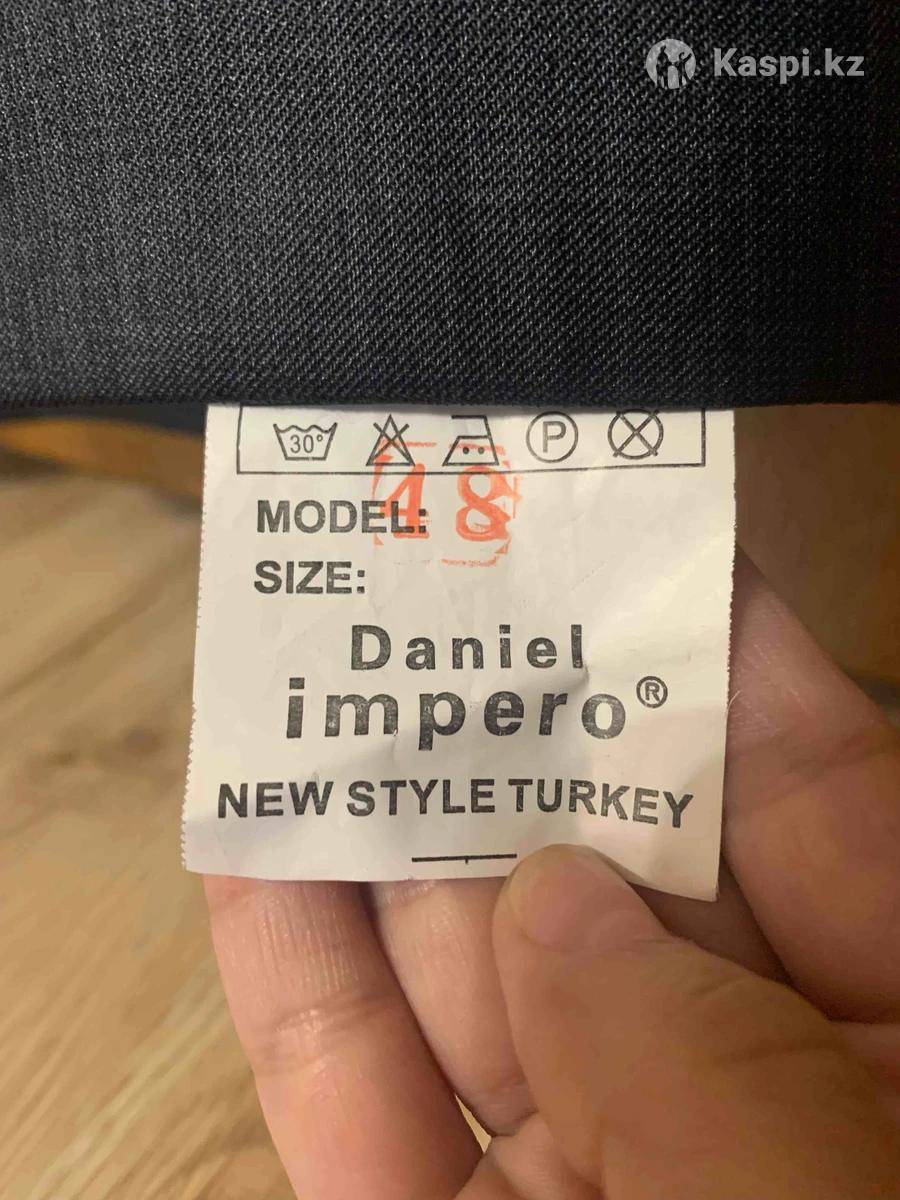 Kaspi.kz
30°
P
48
MODEL:
SIZE:
Daniel
impero®
NEW STYLE TURKEY